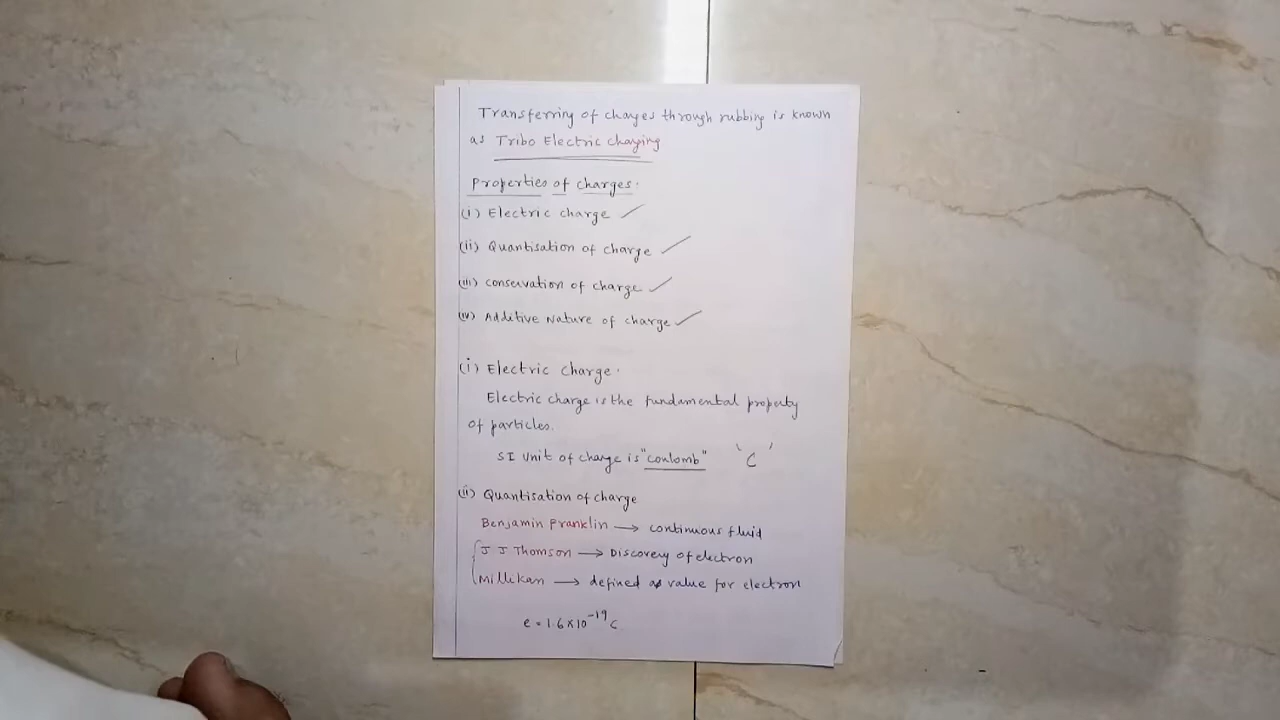 Transferring of charges through rubbing is known
as Tribo Electric charging
Properties of charges:
(i) Electric charge ✓
(ii) Quantisation of charge ✓
(iii) conservation of charge ✓
(iv) Additive Nature of charge ✓
(i) Electric charge.
Electric charge is the fundamental property
of particles.
SI unit of charge is "conlomb" 'C'
(ii) Quantisation of charge
Benjamin Pranklin → continuous fluid
J J Thomson → Discovery of electron
Millikan → defined a value for electron
e = 1.6×10⁻¹⁹ C